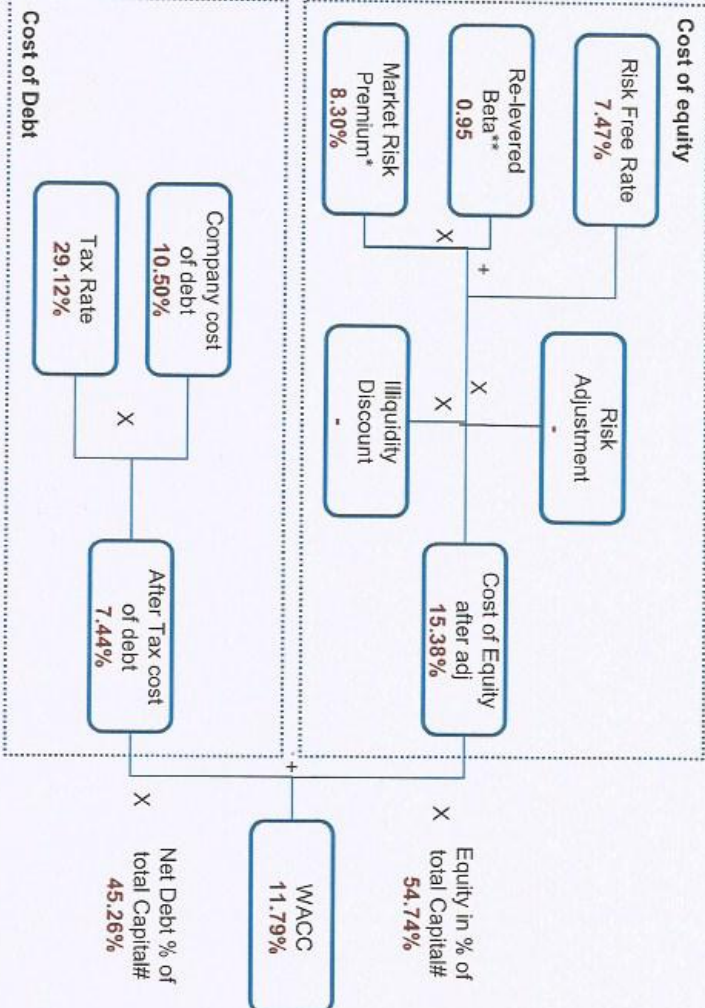 Cost of equity
Risk Free Rate
7.47%
Re-levered
Beta**
0.95
Market Risk
Premium*
8.30%
+
X
Risk
Adjustment
-
X
X
Illiquidity
Discount
-
Cost of Equity
after adj
15.38%
X
Equity in % of
total Capital#
54.74%
+
WACC
11.79%
Cost of Debt
Company cost
of debt
10.50%
Tax Rate
29.12%
X
After Tax cost
of debt
7.44%
X
Net Debt % of
total Capital#
45.26%